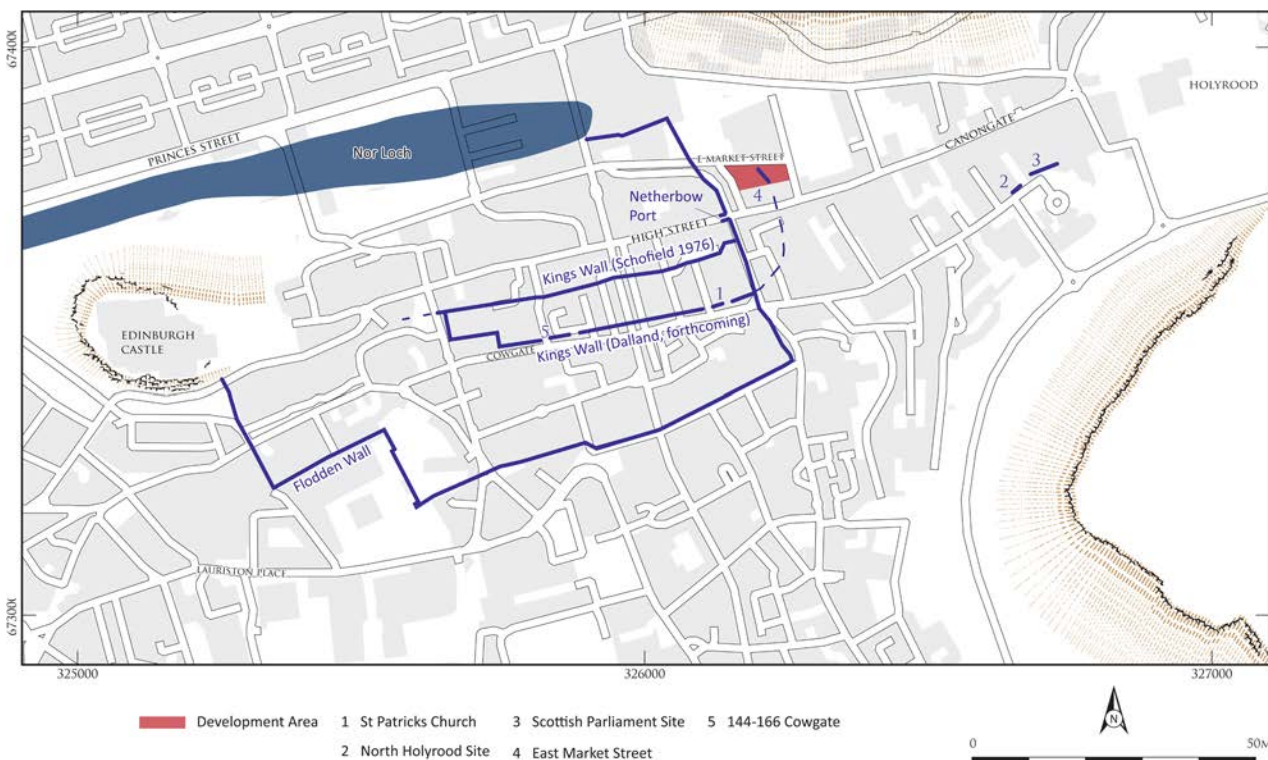 67400
HOLYROOD
PRINCES STREET
Nor Loch
CANONGATE
E MARKET STREET
3
2
4
Netherbow
Port
HIGH STREET
Kings Wall (Schofield 1976)
1
EDINBURGH
CASTLE
5
COWGATE
Kings Wall (Dalland, forthcoming)
Flodden Wall
LAURISTON PLACE
67300
325000
326000
327000
Development Area
1 St Patricks Church
3 Scottish Parliament Site
5 144-166 Cowgate
2 North Holyrood Site
4 East Market Street
N
0